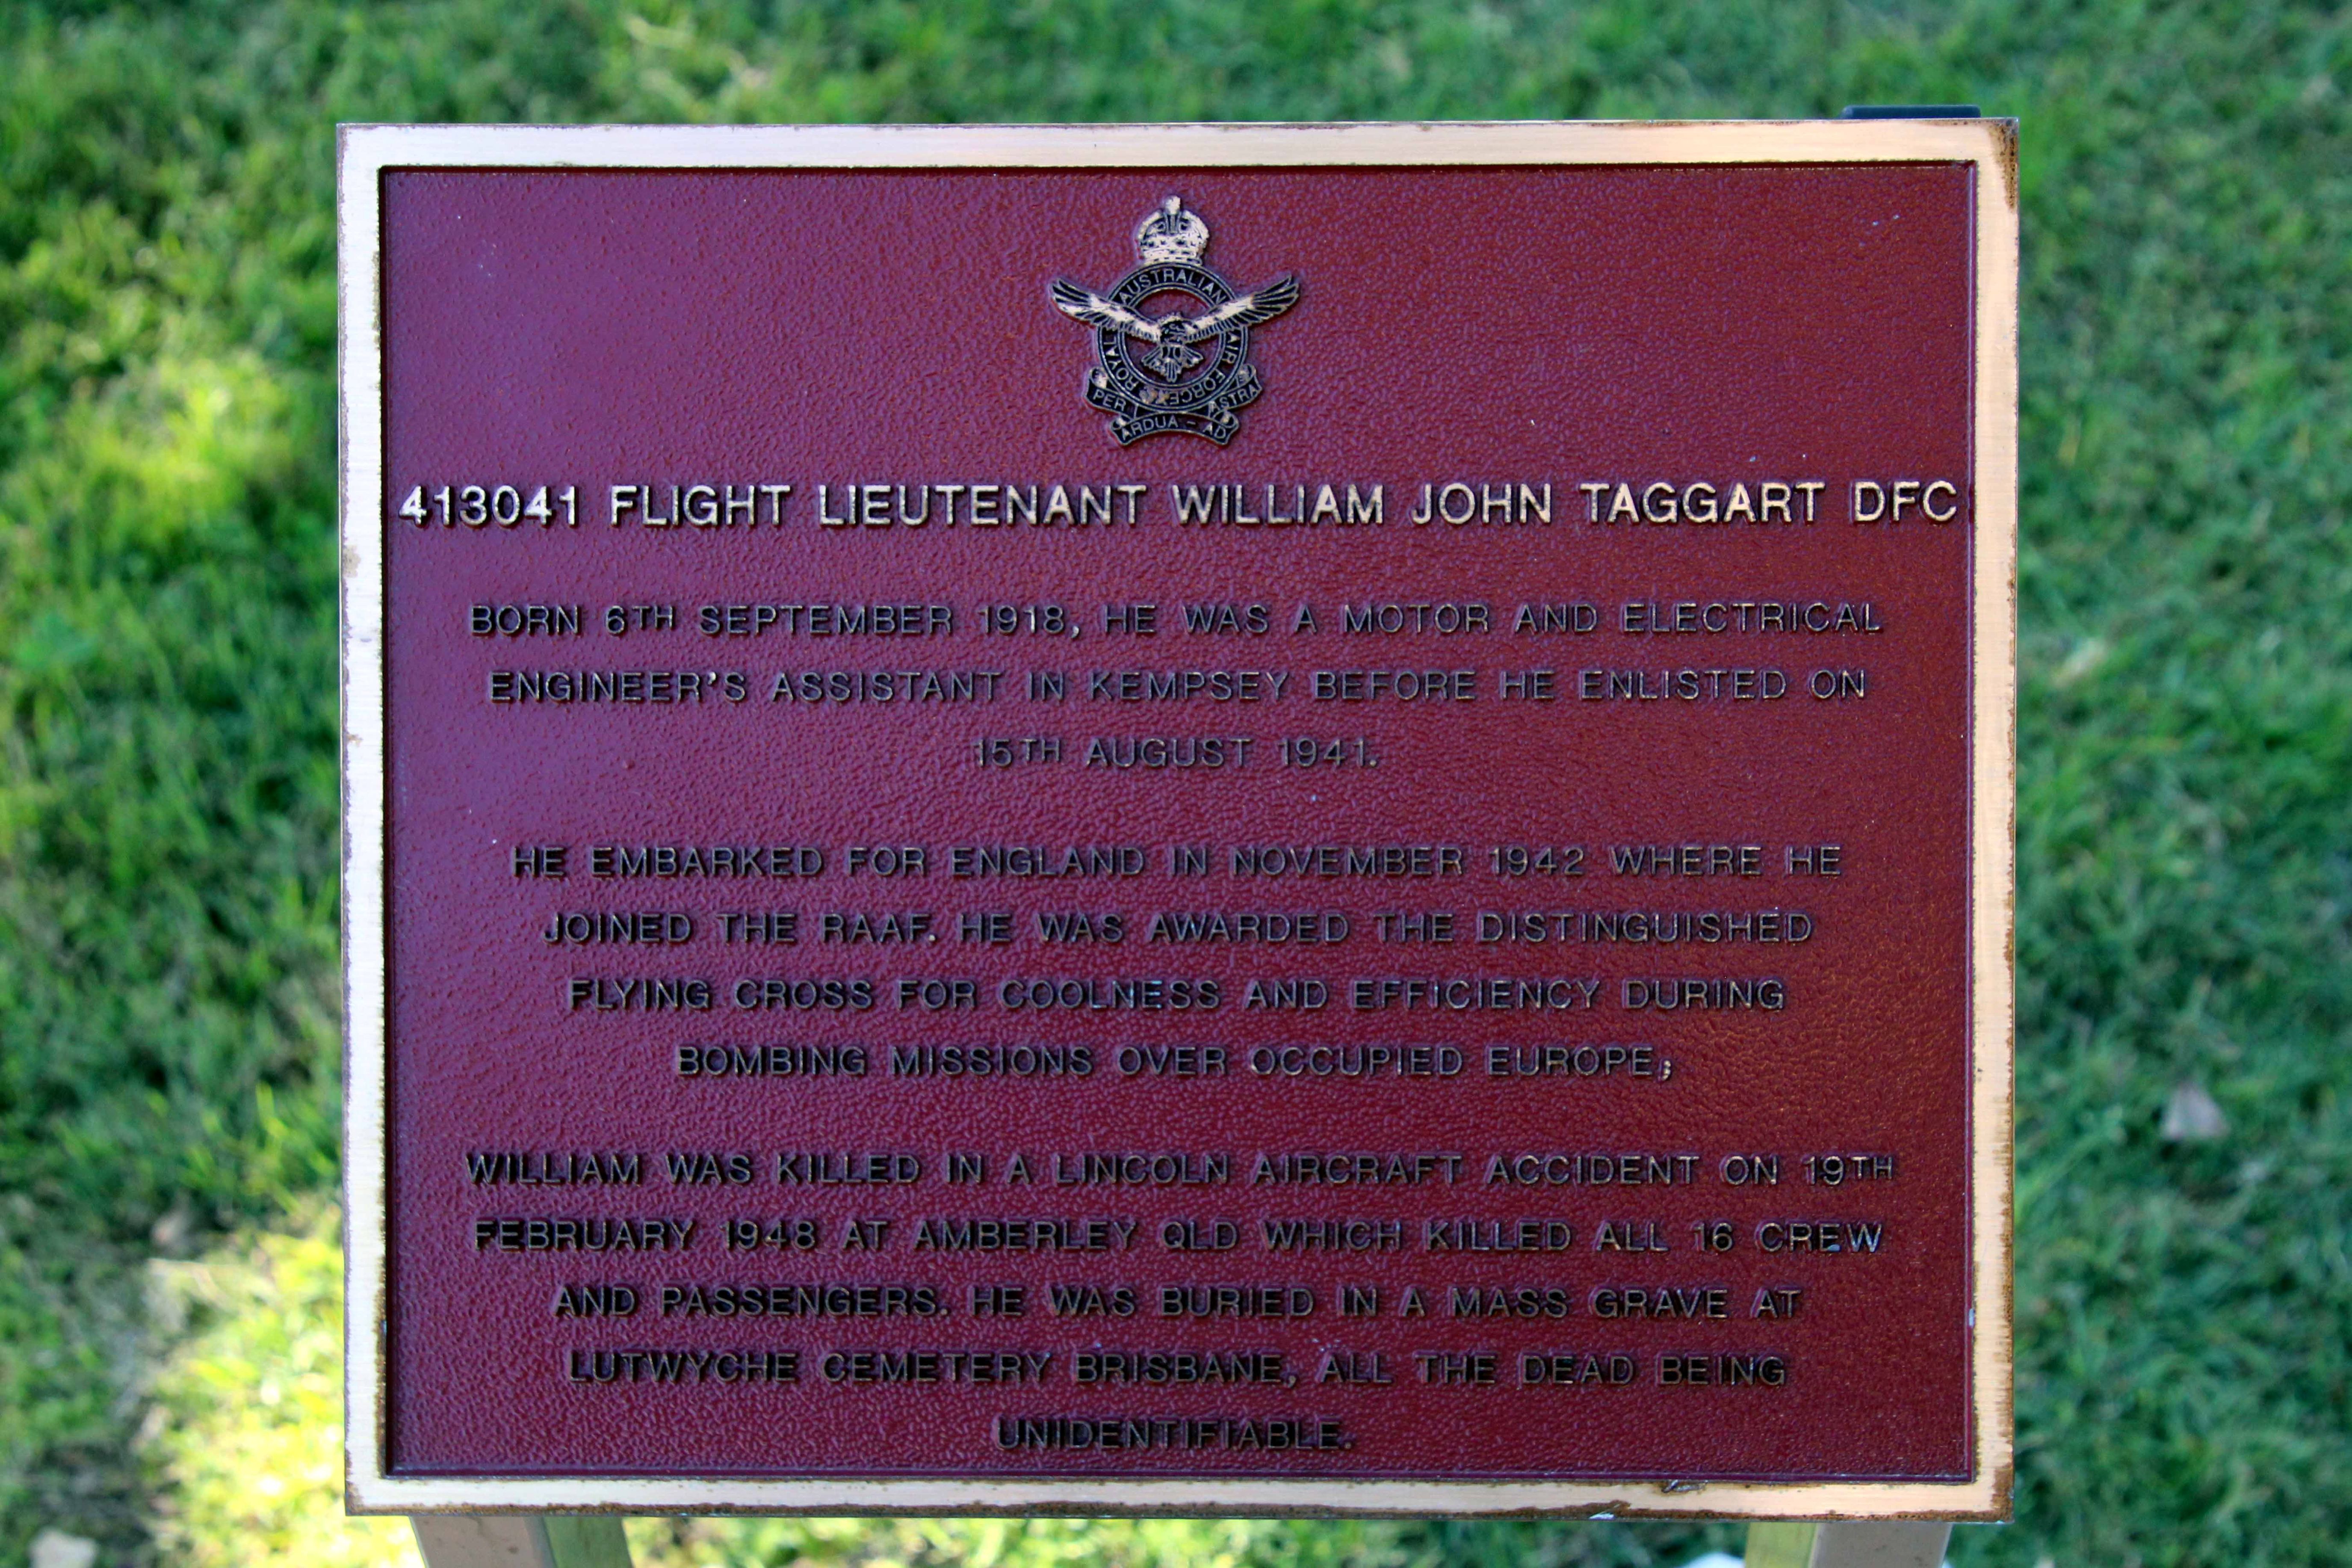 ROYAL AUSTRALIAN AIR FORCE
PER ARDUA - AD ASTRA
413041 FLIGHT LIEUTENANT WILLIAM JOHN TAGGART DFC
BORN 6TH SEPTEMBER 1918, HE WAS A MOTOR AND ELECTRICAL
ENGINEER'S ASSISTANT IN KEMPSEY BEFORE HE ENLISTED ON
15TH AUGUST 1941.
HE EMBARKED FOR ENGLAND IN NOVEMBER 1942 WHERE HE
JOINED THE RAAF. HE WAS AWARDED THE DISTINGUISHED
FLYING CROSS FOR COOLNESS AND EFFICIENCY DURING
BOMBING MISSIONS OVER OCCUPIED EUROPE;
WILLIAM WAS KILLED IN A LINCOLN AIRCRAFT ACCIDENT ON 19TH
FEBRUARY 1948 AT AMBERLEY QLD WHICH KILLED ALL 16 CREW
AND PASSENGERS. HE WAS BURIED IN A MASS GRAVE AT
LUTWYCHE CEMETERY BRISBANE, ALL THE DEAD BEING
UNIDENTIFIABLE.